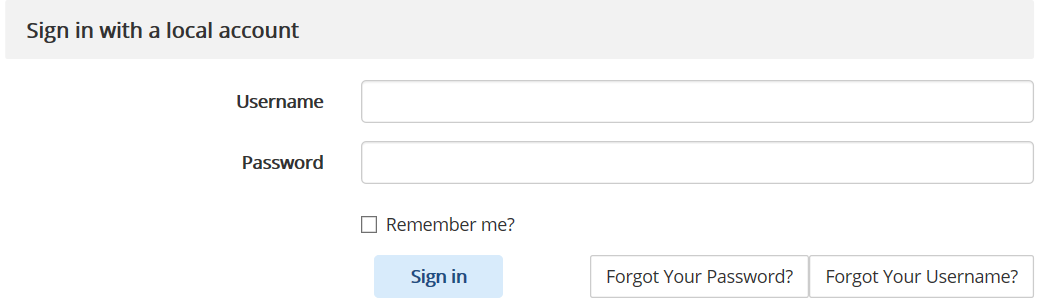 Sign in with a local account
Username
Password
Remember me?
Sign in Forgot Your Password? Forgot Your Username?